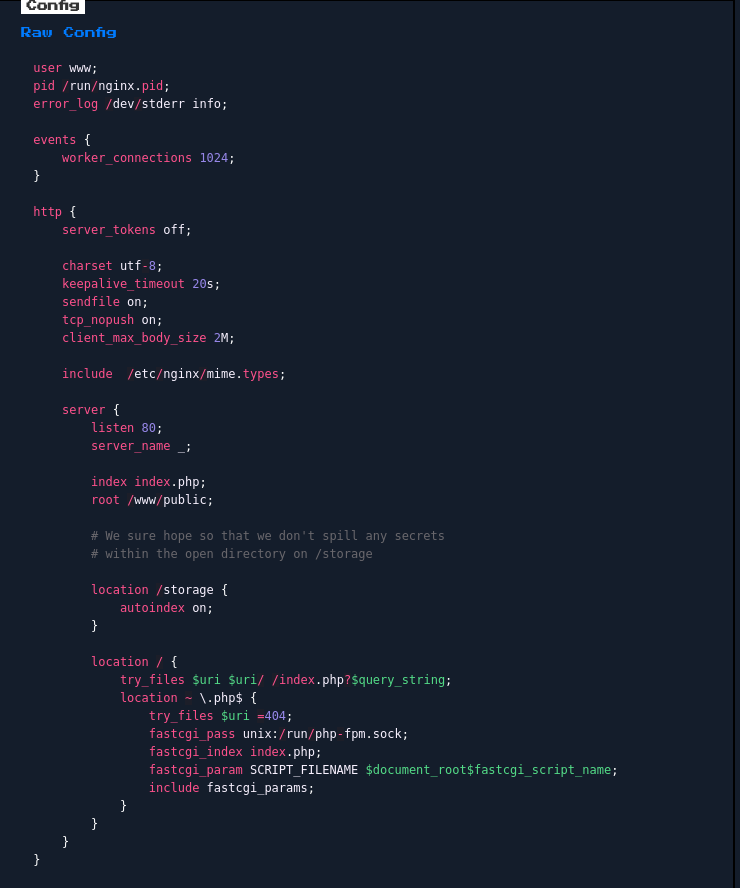 Config
Raw Config
user www;
pid /run/nginx.pid;
error_log /dev/stderr info;
events {
    worker_connections 1024;
}
http {
    server_tokens off;
    charset utf-8;
    keepalive_timeout 20s;
    sendfile on;
    tcp_nopush on;
    client_max_body_size 2M;
    include  /etc/nginx/mime.types;
    server {
        listen 80;
        server_name _;
        index index.php;
        root /www/public;
        # We sure hope so that we don't spill any secrets
        # within the open directory on /storage
        location /storage {
            autoindex on;
        }
        location / {
            try_files $uri $uri/ /index.php?$query_string;
            location ~ \.php$ {
                try_files $uri =404;
                fastcgi_pass unix:/run/php-fpm.sock;
                fastcgi_index index.php;
                fastcgi_param SCRIPT_FILENAME $document_root$fastcgi_script_name;
                include fastcgi_params;
            }
        }
    }
}